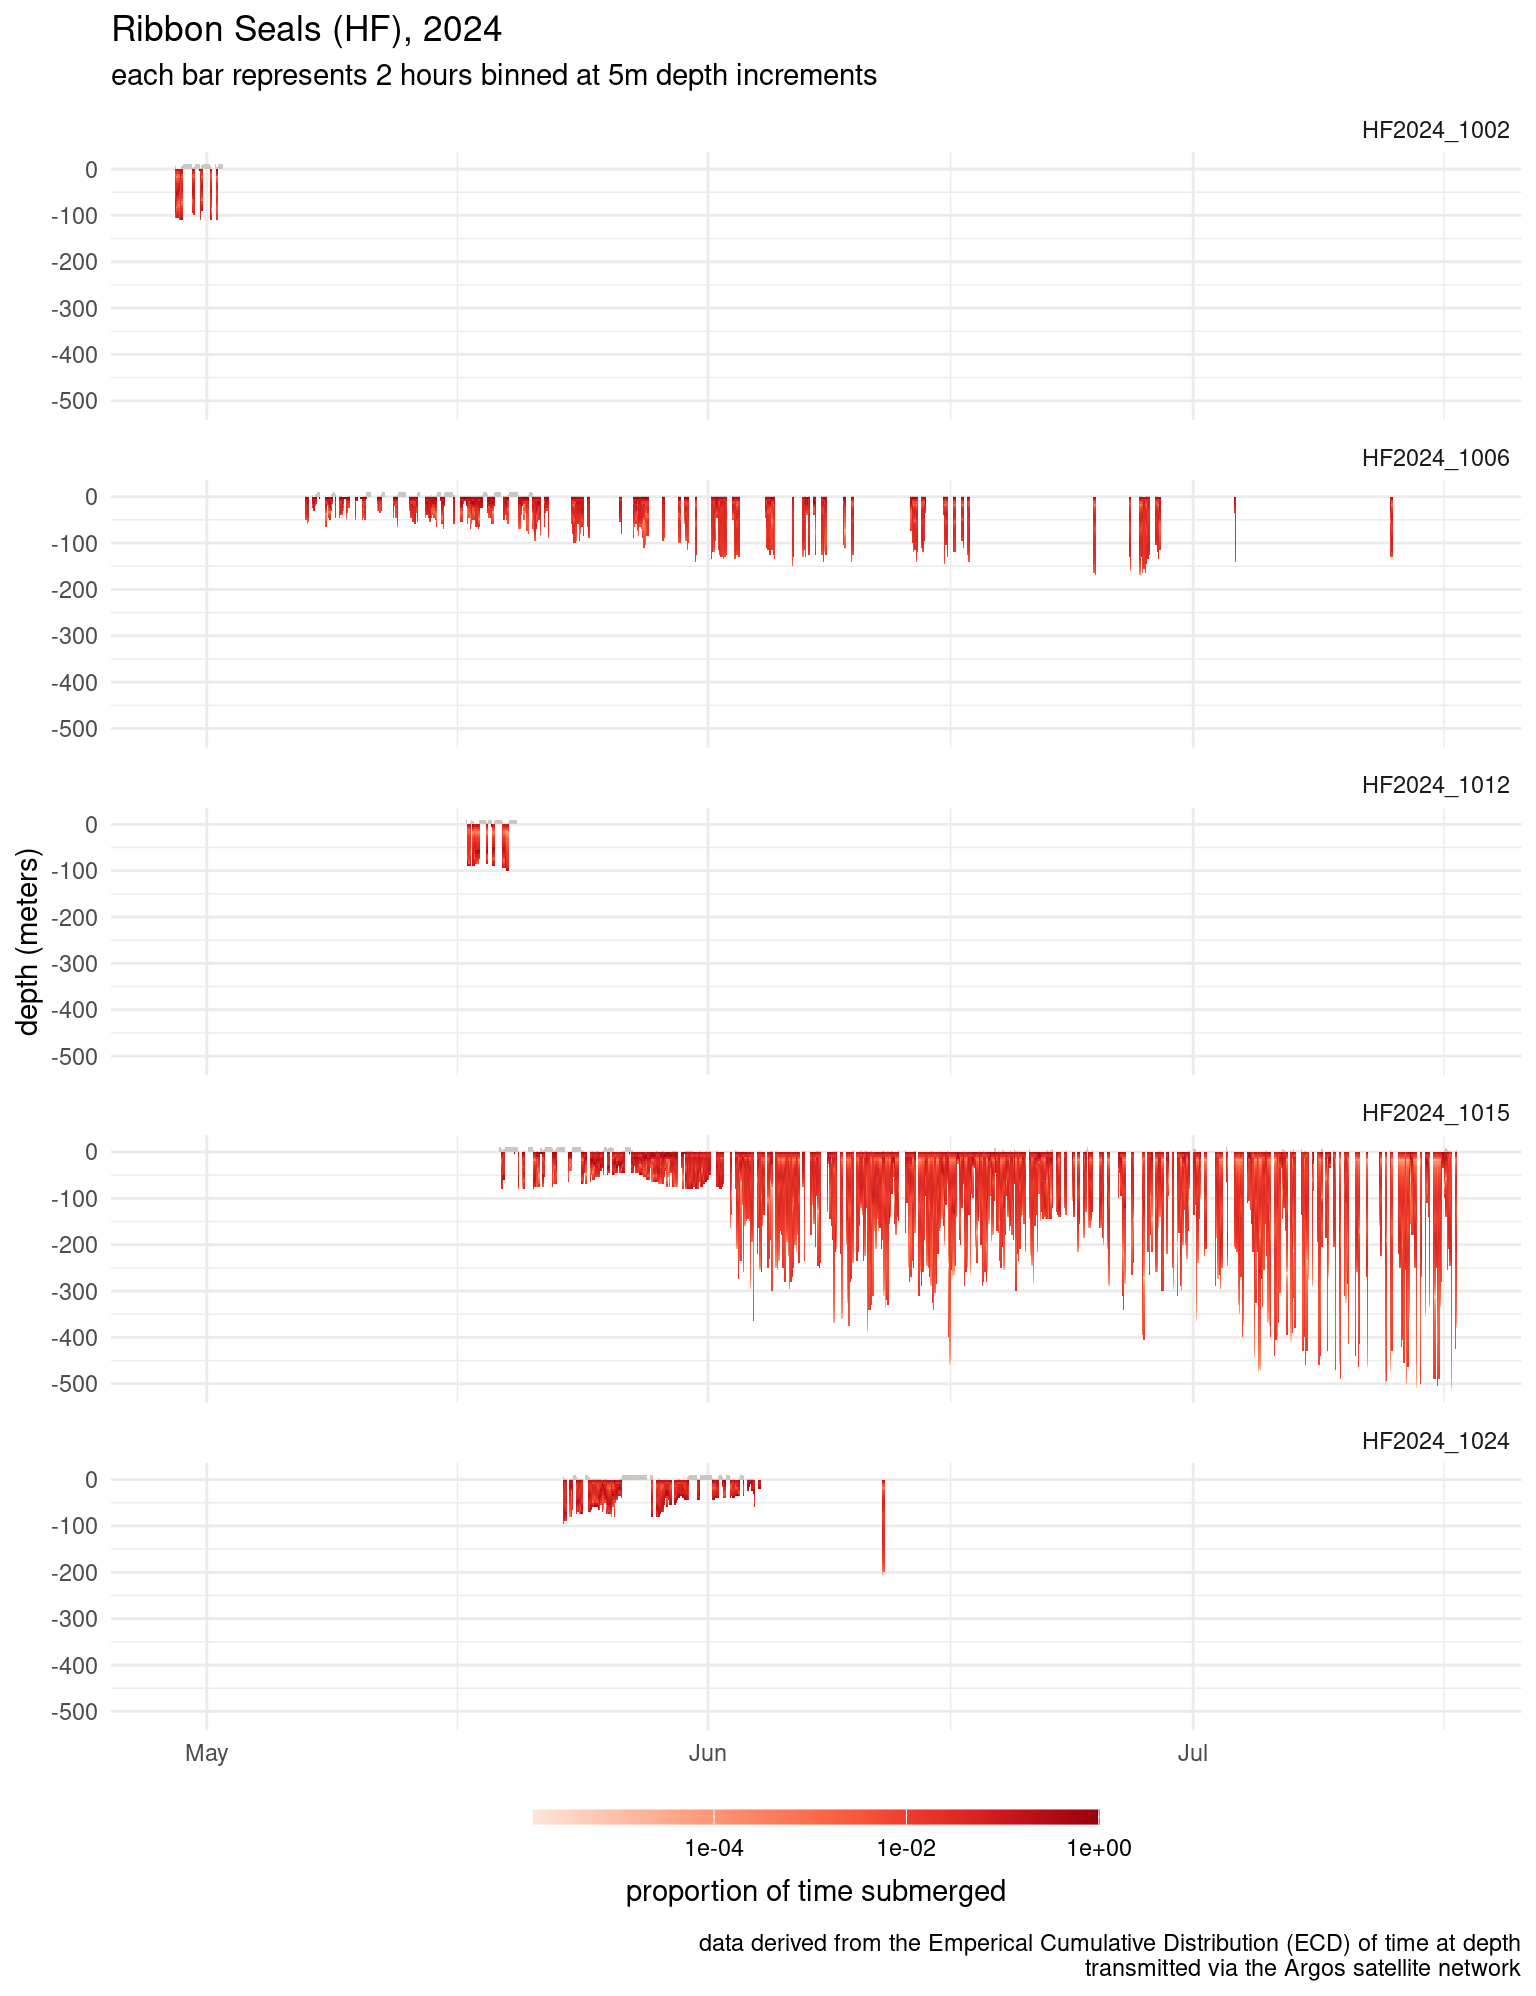 Ribbon Seals (HF), 2024
each bar represents 2 hours binned at 5m depth increments
HF2024_1002
0
-100
-200
-300
-400
-500
HF2024_1006
0
-100
-200
-300
-400
-500
HF2024_1012
0
-100
-200
-300
-400
-500
depth (meters)
HF2024_1015
0
-100
-200
-300
-400
-500
HF2024_1024
0
-100
-200
-300
-400
-500
May Jun Jul
1e-04 1e-02 1e+00
proportion of time submerged
data derived from the Emperical Cumulative Distribution (ECD) of time at depth
transmitted via the Argos satellite network